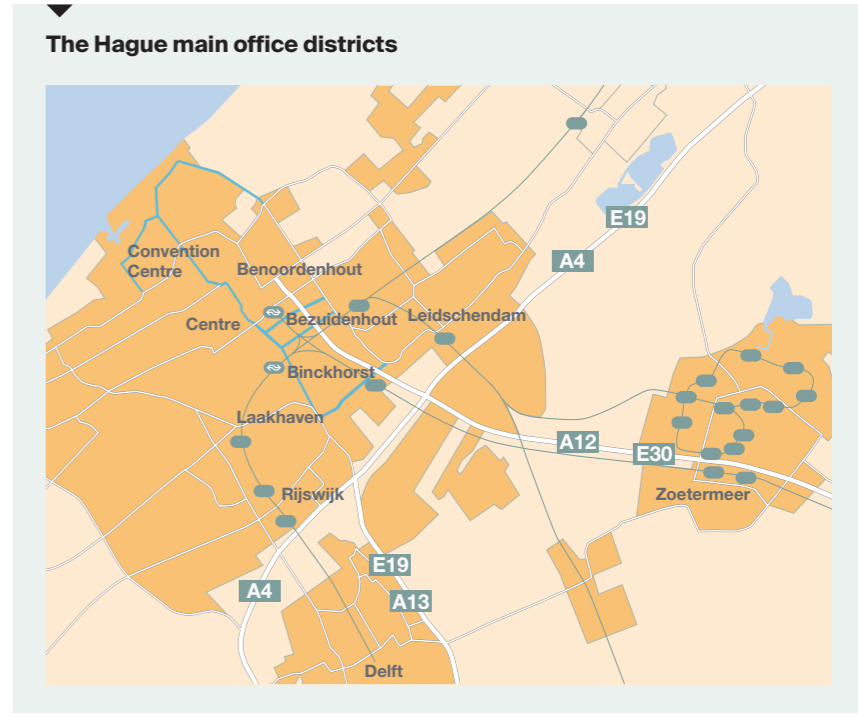 The Hague main office districts
E19
A4
Convention
Centre
Benoordenhout
Centre
Bezuidenhout
Leidschendam
Binckhorst
Laakhaven
A12
E30
Rijswijk
Zoetermeer
E19
A4
A13
Delft